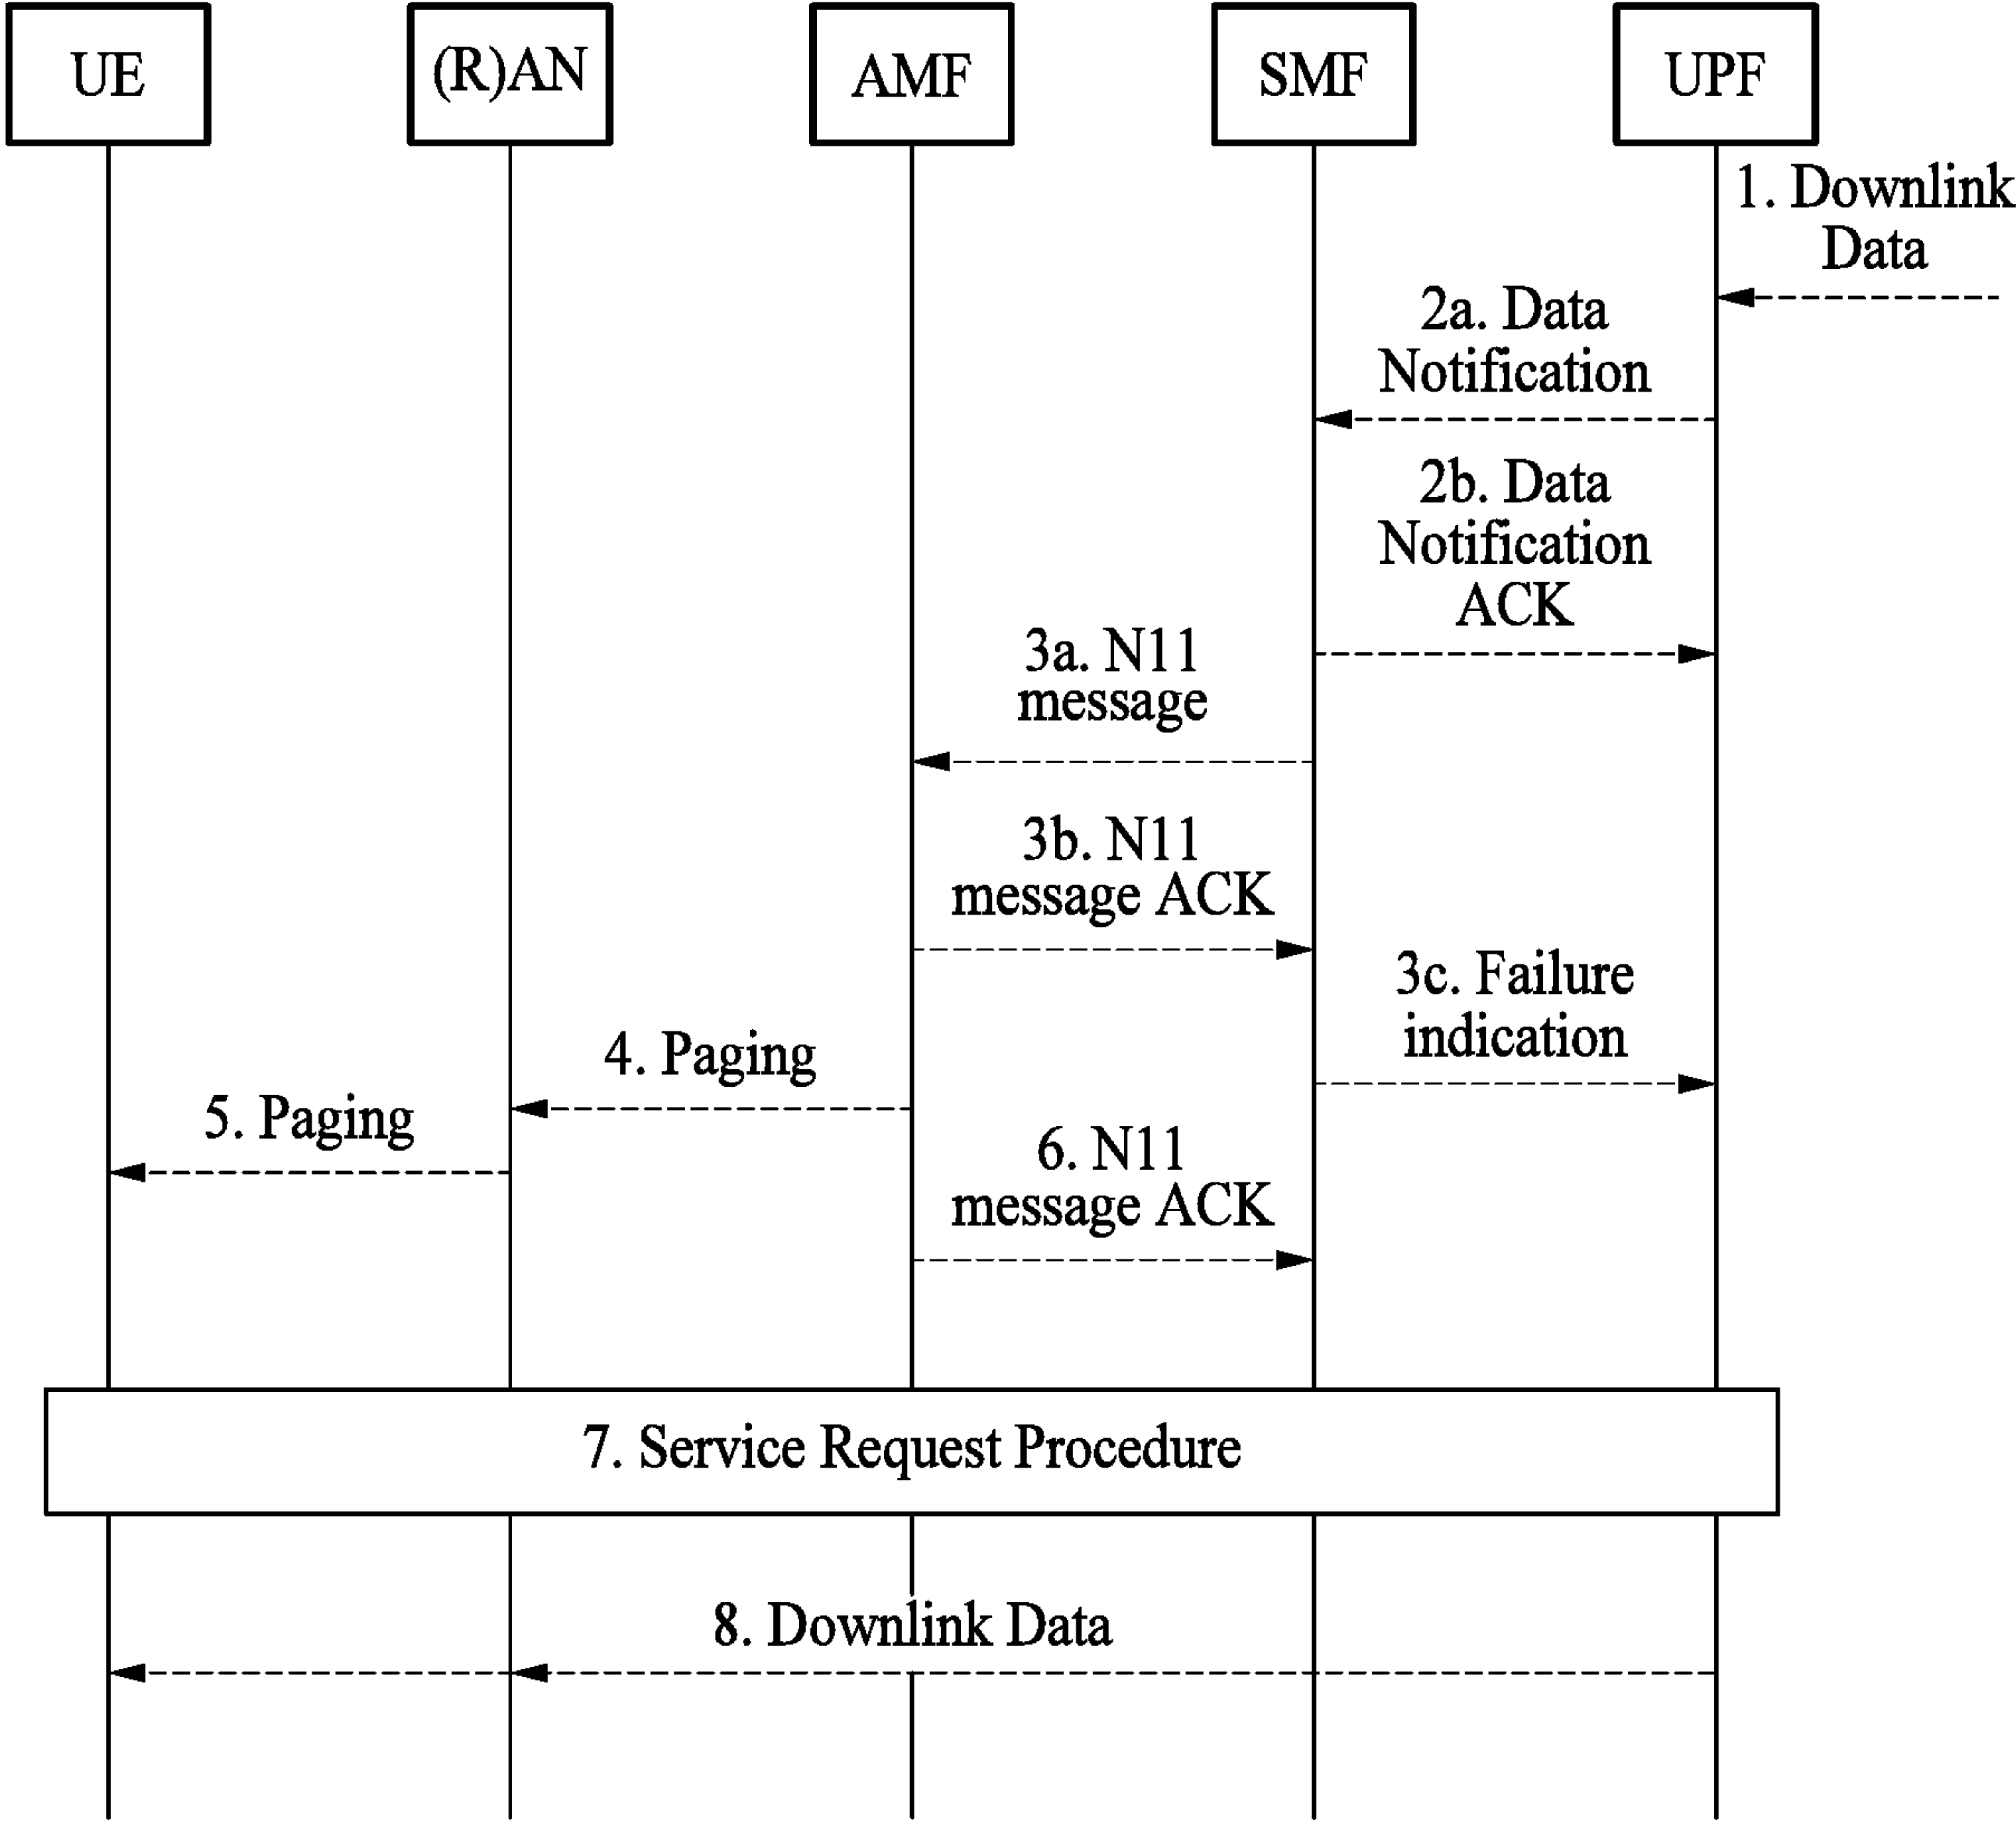 UE
(R)AN
AMF
SMF
UPF
1. Downlink
Data
2a. Data
Notification
2b. Data
Notification
ACK
3a. N11
message
3b. N11
message ACK
3c. Failure
indication
4. Paging
5. Paging
6. N11
message ACK
7. Service Request Procedure
8. Downlink Data